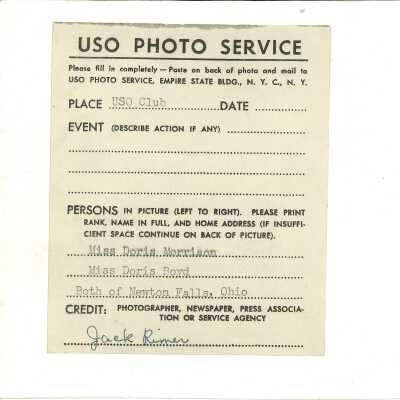 USO PHOTO SERVICE
Please fill in completely — Paste on back of photo and mail to
USO PHOTO SERVICE, EMPIRE STATE BLDG., N. Y. C., N. Y.
PLACE USO Club DATE
EVENT (DESCRIBE ACTION IF ANY)
PERSONS IN PICTURE (LEFT TO RIGHT). PLEASE PRINT
RANK, NAME IN FULL, AND HOME ADDRESS (IF INSUFFI-
CIENT SPACE CONTINUE ON BACK OF PICTURE).
Miss Doris Morrison
Miss Doris Boyd
Both of Newton Falls, Ohio
CREDIT: PHOTOGRAPHER, NEWSPAPER, PRESS ASSOCIA-
TION OR SERVICE AGENCY
Jack Rimer